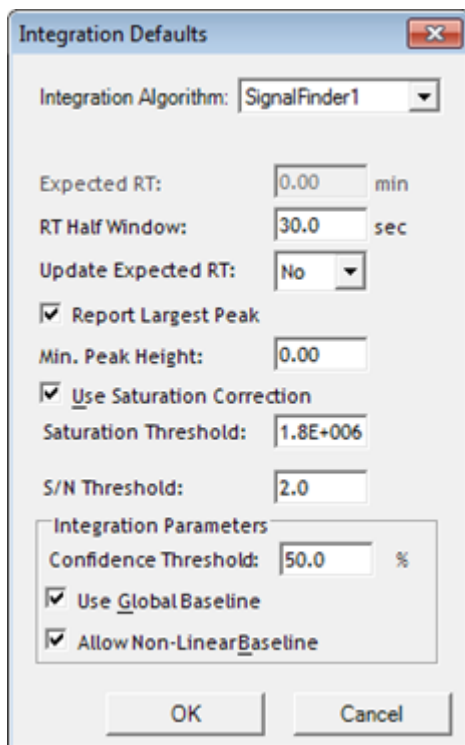 Integration Defaults
Integration Algorithm: SignalFinder1
Expected RT: 0.00 min
RT Half Window: 30.0 sec
Update Expected RT: No
Report Largest Peak
Min. Peak Height: 0.00
Use Saturation Correction
Saturation Threshold: 1.8E+006
S/N Threshold: 2.0
Integration Parameters
Confidence Threshold: 50.0 %
Use Global Baseline
Allow Non-Linear Baseline
OK Cancel